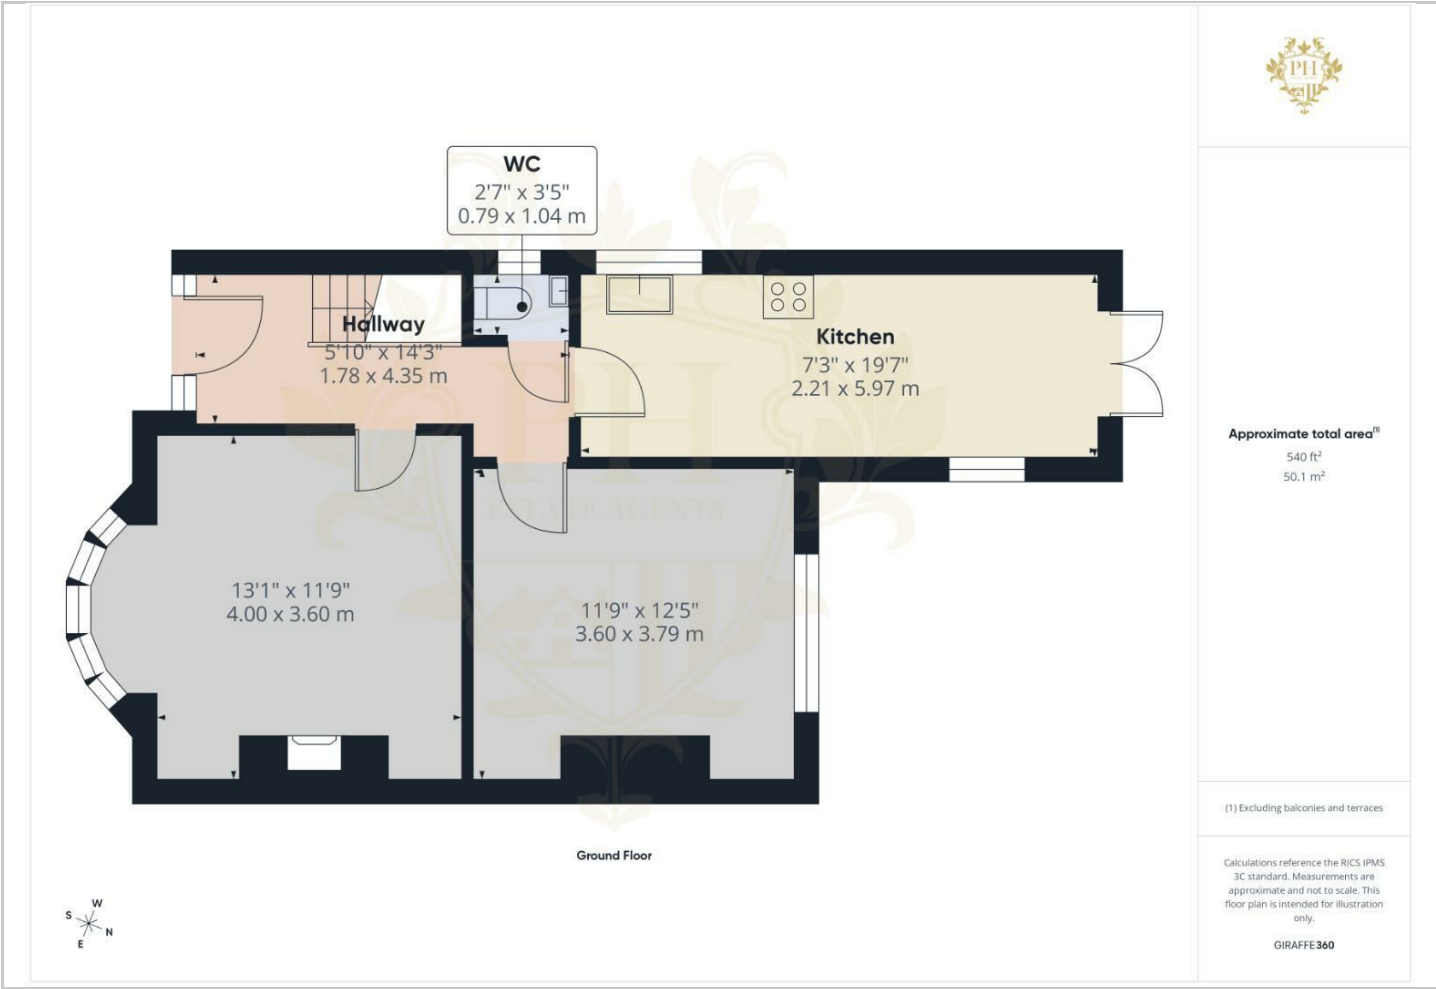 WC
2'7" x 3'5"
0.79 x 1.04 m
Hallway
5'10" x 14'3"
1.78 x 4.35 m
Kitchen
7'3" x 19'7"
2.21 x 5.97 m
13'1" x 11'9"
4.00 x 3.60 m
11'9" x 12'5"
3.60 x 3.79 m
PH
ESTATE AGENTS
Ground Floor
W
S
N
E
PH
Approximate total area(1)
540 ft²
50.1 m²
(1) Excluding balconies and terraces
Calculations reference the RICS IPMS
3C standard. Measurements are
approximate and not to scale. This
floor plan is intended for illustration
only.
GIRAFFE360